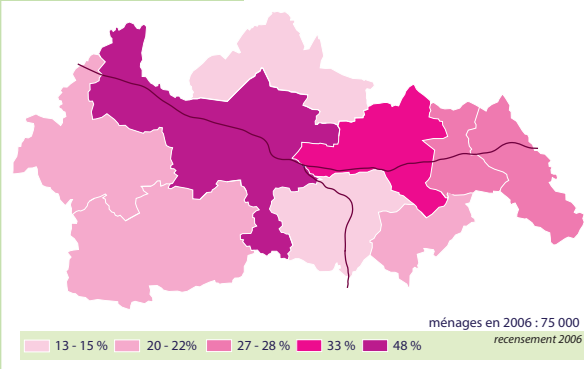 ménages en 2006 : 75 000
recensement 2006
13 - 15 % 20 - 22% 27 - 28 % 33 % 48 %